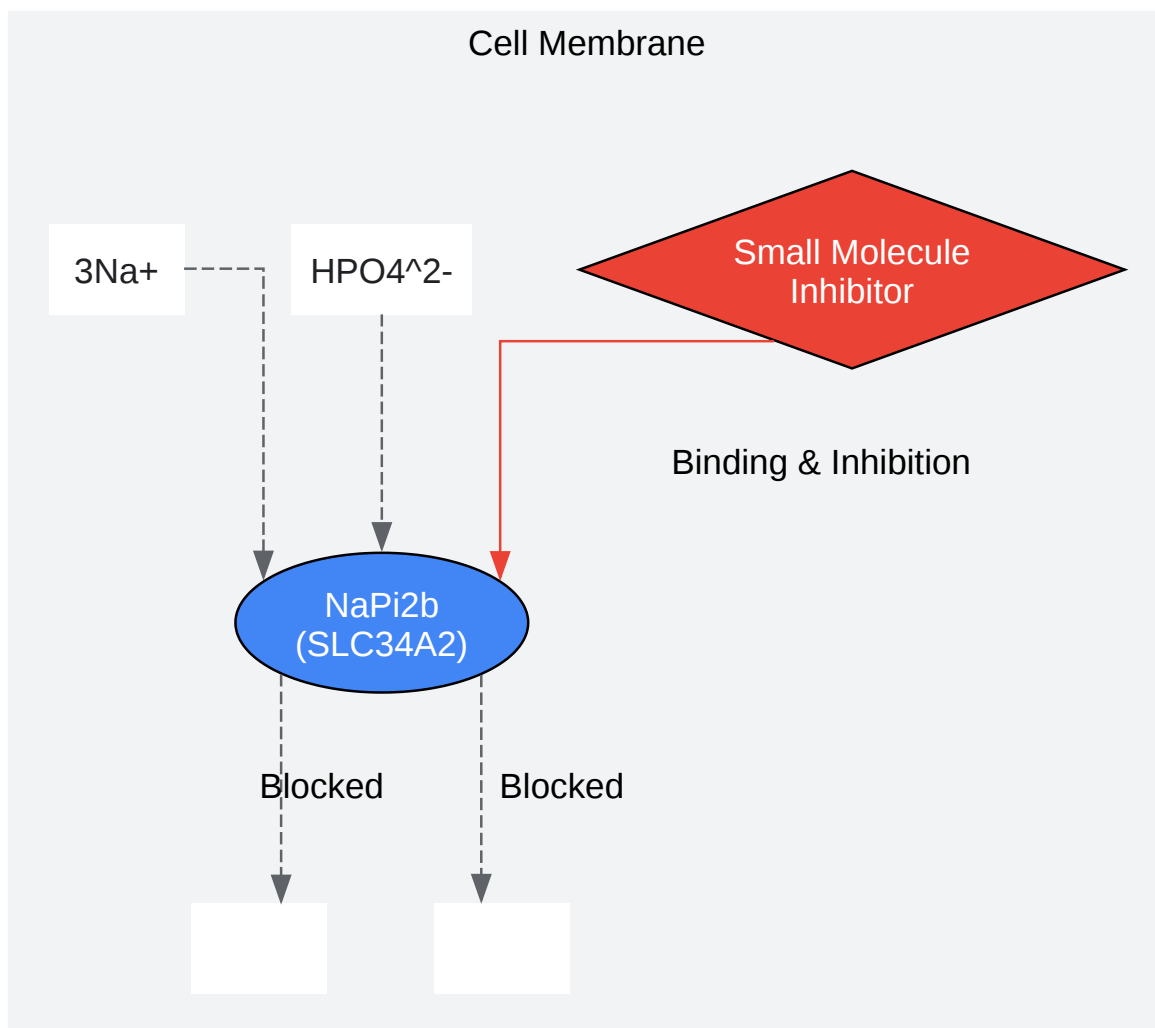 Cell Membrane
3Na+
HPO4^2-
Small Molecule
Inhibitor
Binding & Inhibition
NaPi2b
(SLC34A2)
Blocked
Blocked